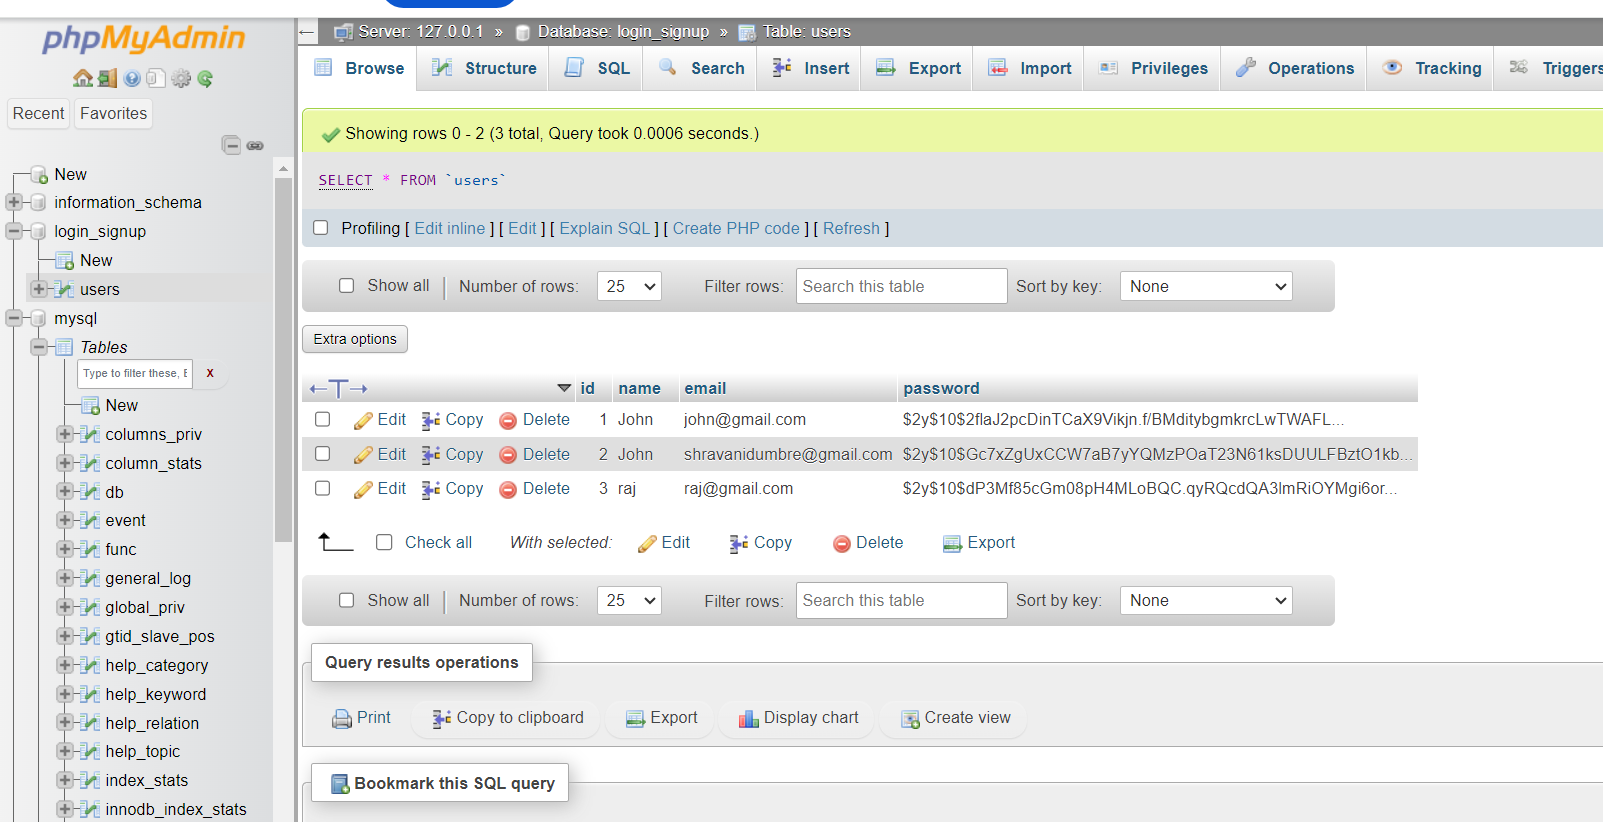 phpMyAdmin
Recent Favorites
New
information_schema
login_signup
New
users
mysql
Tables
Type to filter these, E X
New
columns_priv
column_stats
db
event
func
general_log
global_priv
gtid_slave_pos
help_category
help_keyword
help_relation
help_topic
index_stats
innodb_index_stats
Server: 127.0.0.1 » Database: login_signup » Table: users
Browse Structure SQL Search Insert Export Import Privileges Operations Tracking Triggers
Showing rows 0 - 2 (3 total, Query took 0.0006 seconds.)
SELECT * FROM `users`
Profiling [ Edit inline ] [ Edit ] [ Explain SQL ] [ Create PHP code ] [ Refresh ]
Show all Number of rows: 25 Filter rows: Search this table Sort by key: None
Extra options
id name email password
Edit Copy Delete 1 John john@gmail.com $2y$10$2flaJ2pcDinTCaX9Vikjn.f/BMditybgmkrcLwTWAFL...
Edit Copy Delete 2 John shravanidumbre@gmail.com $2y$10$Gc7xZgUxCCW7aB7yYQMzPOaT23N61ksDUULFBztO1kb...
Edit Copy Delete 3 raj raj@gmail.com $2y$10$dP3Mf85cGm08pH4MLoBQC.qyRQcdQA3lmRiOYMgi6or...
Check all With selected: Edit Copy Delete Export
Show all Number of rows: 25 Filter rows: Search this table Sort by key: None
Query results operations
Print Copy to clipboard Export Display chart Create view
Bookmark this SQL query